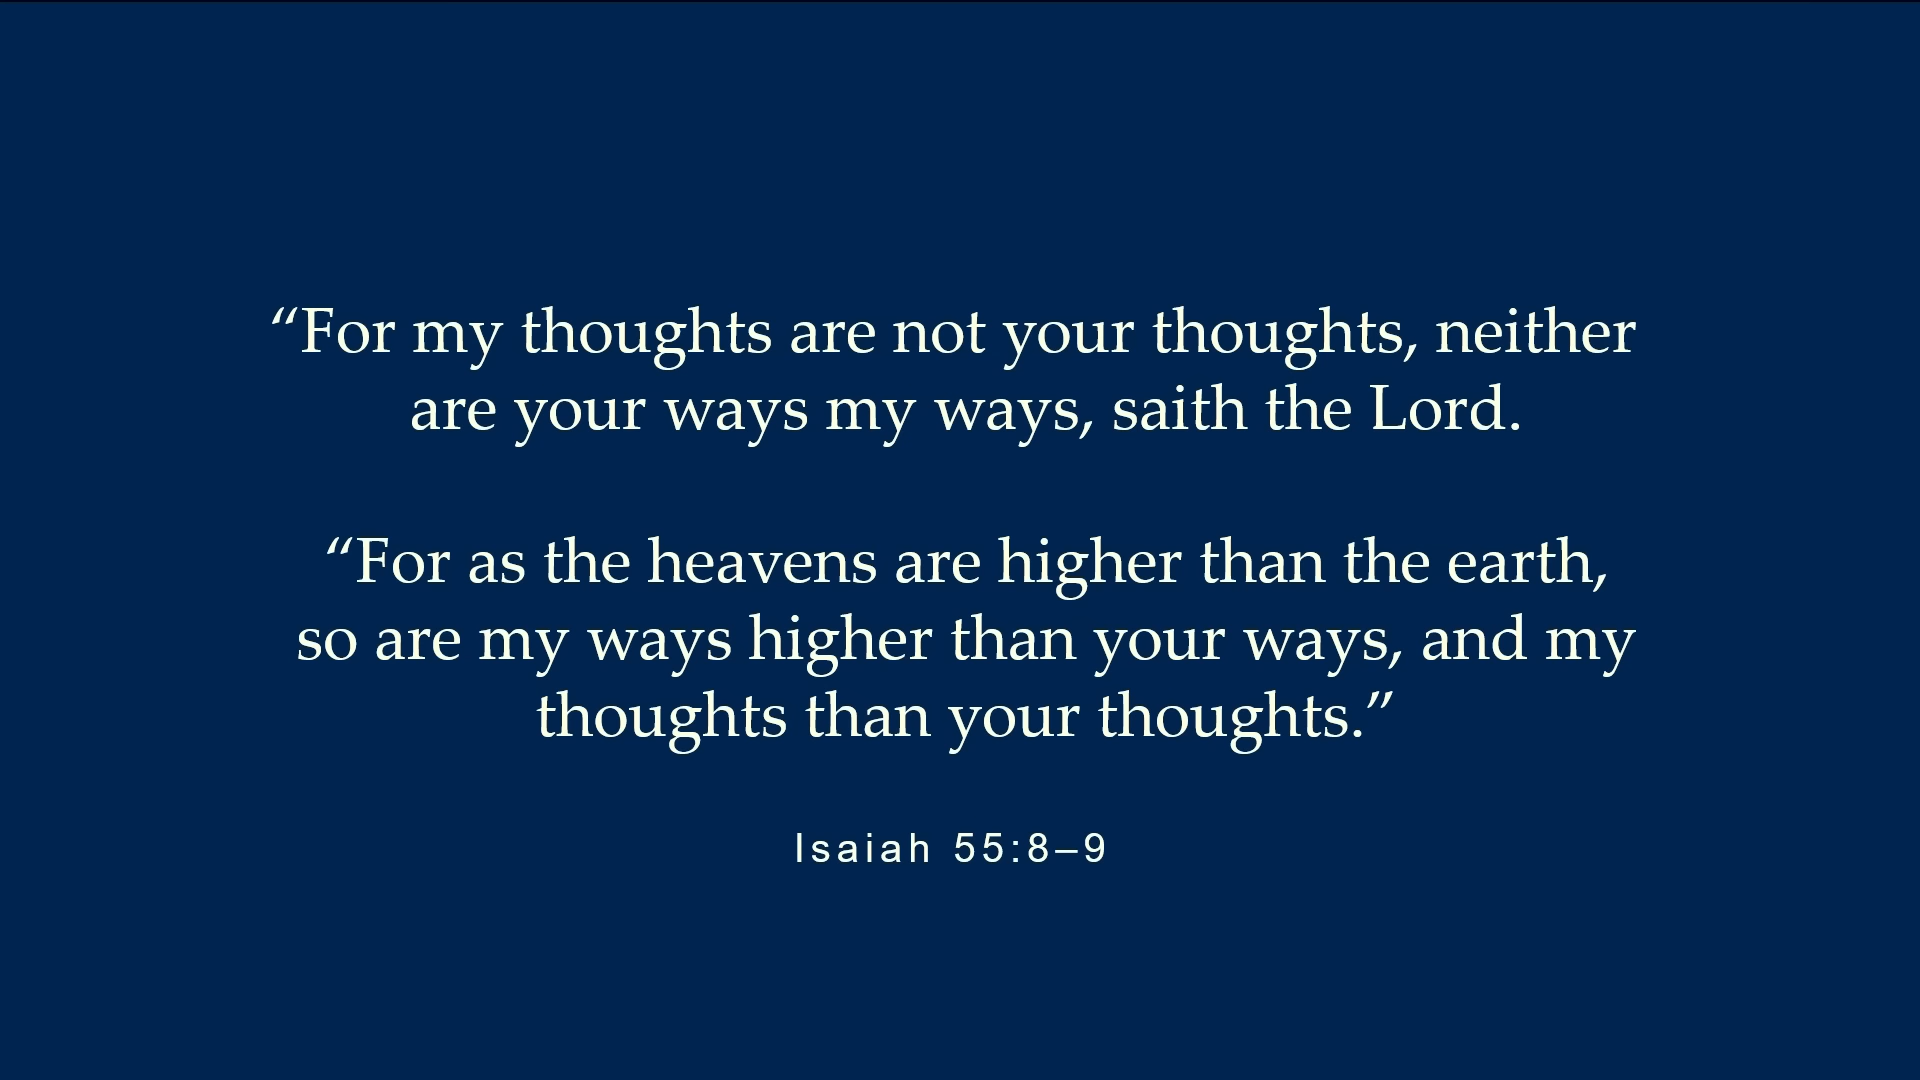 “For my thoughts are not your thoughts, neither
are your ways my ways, saith the Lord.
“For as the heavens are higher than the earth,
so are my ways higher than your ways, and my
thoughts than your thoughts.”
Isaiah 55:8–9